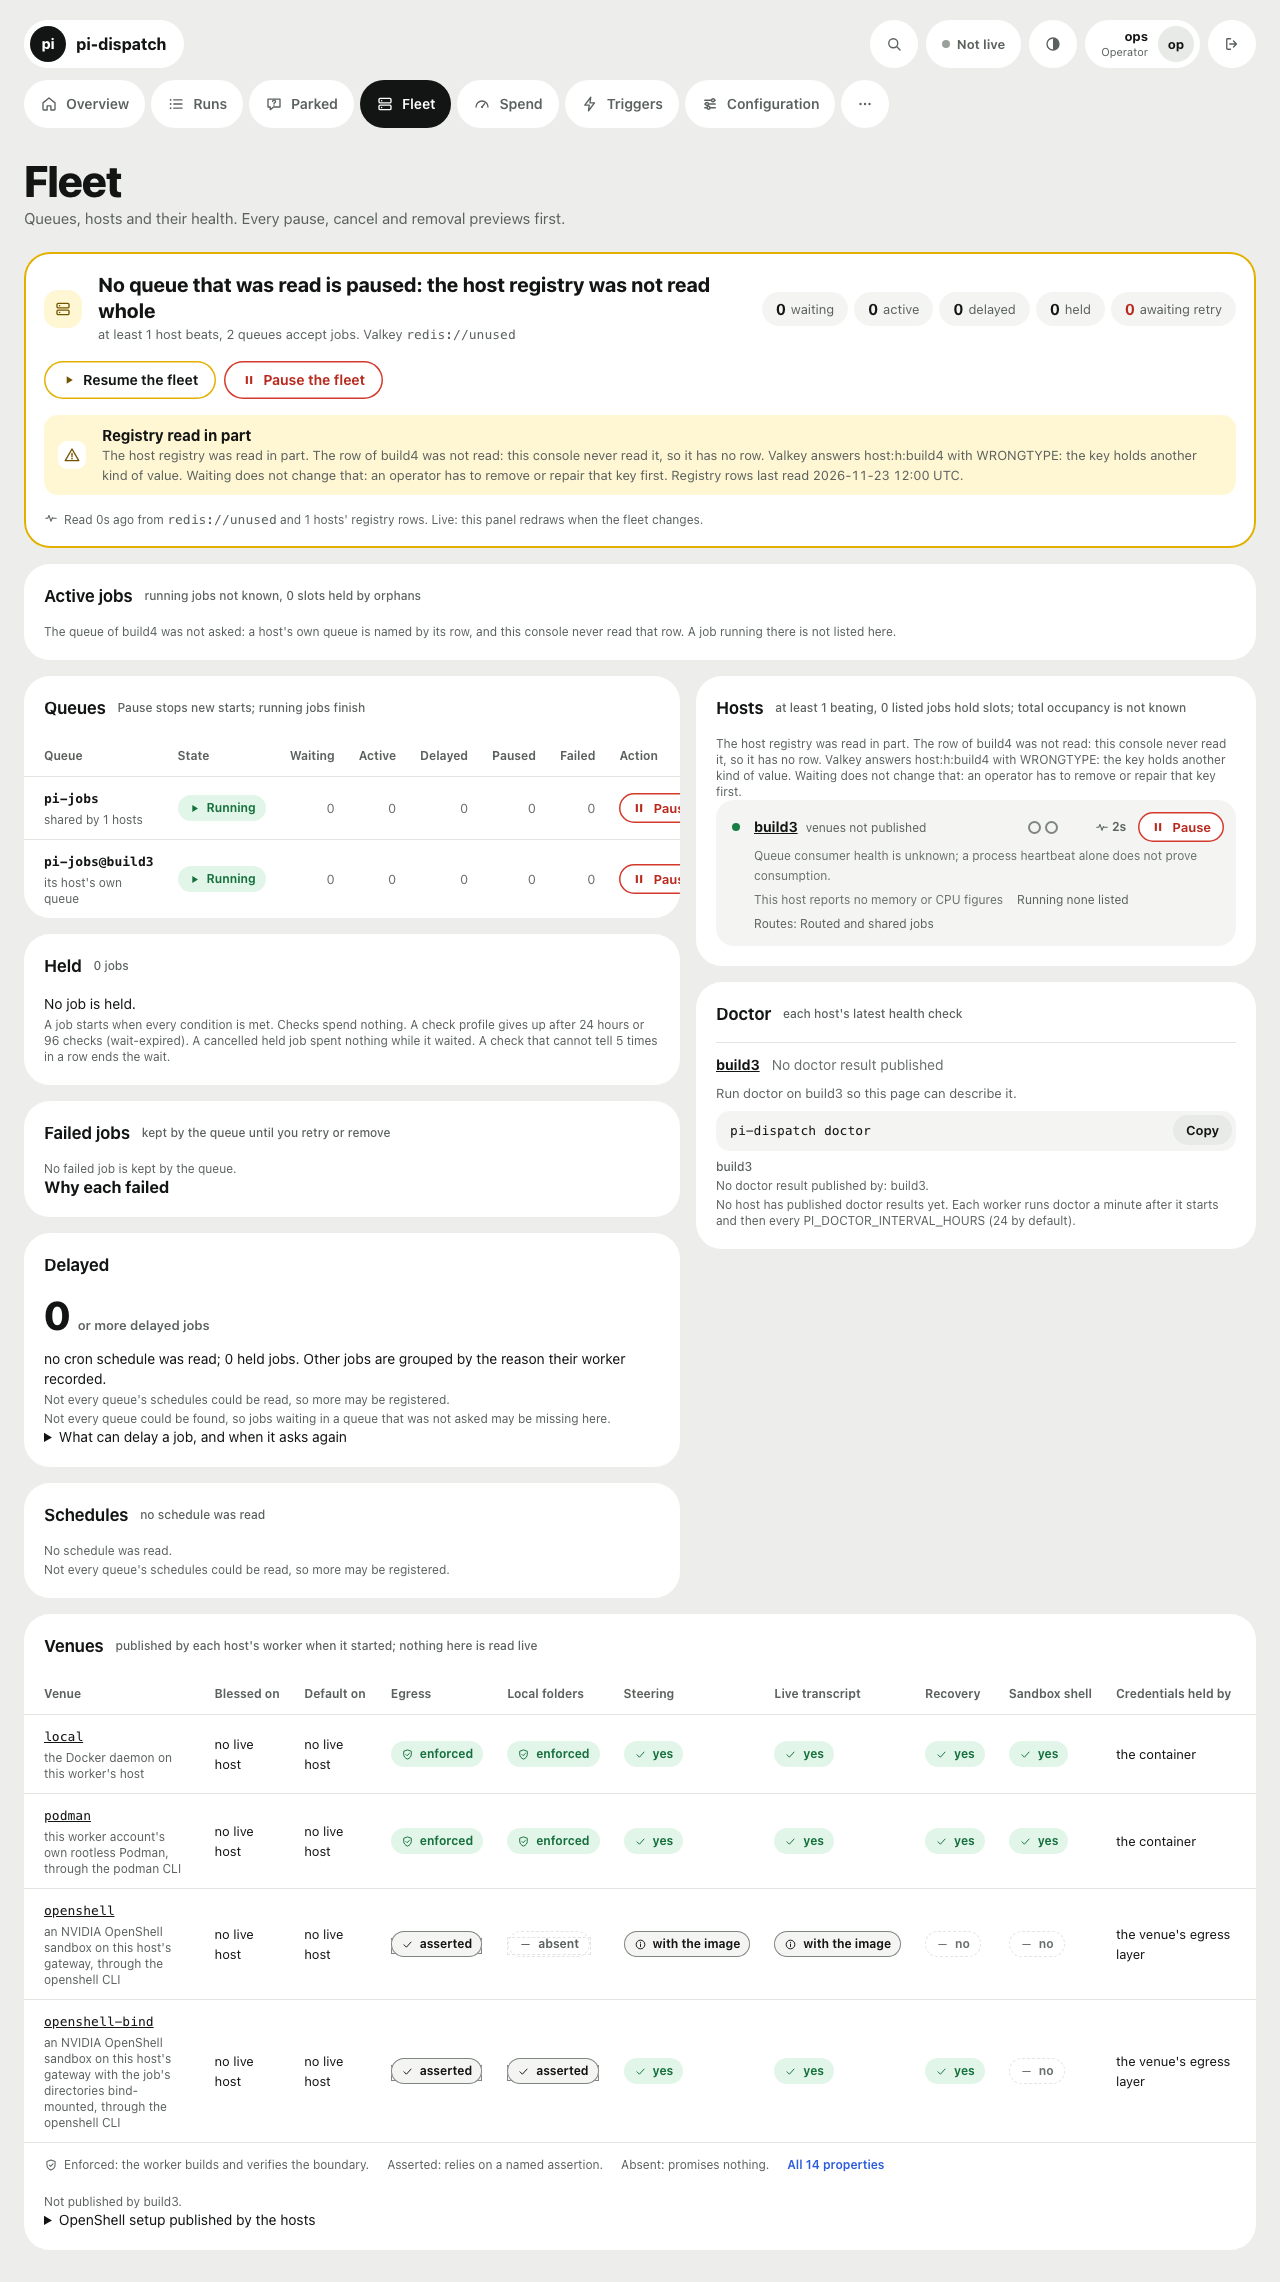 pi pi-dispatch
Not live
ops
Operator
op
Overview
Runs
Parked
Fleet
Spend
Triggers
Configuration
Fleet
Queues, hosts and their health. Every pause, cancel and removal previews first.
No queue that was read is paused: the host registry was not read
whole
at least 1 host beats, 2 queues accept jobs. Valkey redis://unused
0 waiting
0 active
0 delayed
0 held
0 awaiting retry
Resume the fleet
Pause the fleet
Registry read in part
The host registry was read in part. The row of build4 was not read: this console never read it, so it has no row. Valkey answers host:h:build4 with WRONGTYPE: the key holds another
kind of value. Waiting does not change that: an operator has to remove or repair that key first. Registry rows last read 2026-11-23 12:00 UTC.
Read 0s ago from redis://unused and 1 hosts' registry rows. Live: this panel redraws when the fleet changes.
Active jobs running jobs not known, 0 slots held by orphans
The queue of build4 was not asked: a host's own queue is named by its row, and this console never read that row. A job running there is not listed here.
Queues Pause stops new starts; running jobs finish
Queue State Waiting Active Delayed Paused Failed Action
pi-jobs
shared by 1 hosts
Running 0 0 0 0 0 Paus
pi-jobs@build3
its host's own
queue
Running 0 0 0 0 0 Paus
Held 0 jobs
No job is held.
A job starts when every condition is met. Checks spend nothing. A check profile gives up after 24 hours or
96 checks (wait-expired). A cancelled held job spent nothing while it waited. A check that cannot tell 5 times
in a row ends the wait.
Failed jobs kept by the queue until you retry or remove
No failed job is kept by the queue.
Why each failed
Delayed
0 or more delayed jobs
no cron schedule was read; 0 held jobs. Other jobs are grouped by the reason their worker
recorded.
Not every queue's schedules could be read, so more may be registered.
Not every queue could be found, so jobs waiting in a queue that was not asked may be missing here.
What can delay a job, and when it asks again
Schedules no schedule was read
No schedule was read.
Not every queue's schedules could be read, so more may be registered.
Hosts at least 1 beating, 0 listed jobs hold slots; total occupancy is not known
The host registry was read in part. The row of build4 was not read: this console never read
it, so it has no row. Valkey answers host:h:build4 with WRONGTYPE: the key holds another
kind of value. Waiting does not change that: an operator has to remove or repair that key
first.
build3 venues not published 2s Pause
Queue consumer health is unknown; a process heartbeat alone does not prove
consumption.
This host reports no memory or CPU figures Running none listed
Routes: Routed and shared jobs
Doctor each host's latest health check
build3 No doctor result published
Run doctor on build3 so this page can describe it.
pi-dispatch doctor Copy
build3
No doctor result published by: build3.
No host has published doctor results yet. Each worker runs doctor a minute after it starts
and then every PI_DOCTOR_INTERVAL_HOURS (24 by default).
Venues published by each host's worker when it started; nothing here is read live
Venue Blessed on Default on Egress Local folders Steering Live transcript Recovery Sandbox shell Credentials held by
local
the Docker daemon on
this worker's host
no live
host
no live
host
enforced enforced yes yes yes yes the container
podman
this worker account's
own rootless Podman,
through the podman CLI
no live
host
no live
host
enforced enforced yes yes yes yes the container
openshell
an NVIDIA OpenShell
sandbox on this host's
gateway, through the
openshell CLI
no live
host
no live
host
asserted absent with the image with the image no no the venue's egress
layer
openshell-bind
an NVIDIA OpenShell
sandbox on this host's
gateway with the job's
directories bind-
mounted, through the
openshell CLI
no live
host
no live
host
asserted asserted yes yes yes no the venue's egress
layer
Enforced: the worker builds and verifies the boundary. Asserted: relies on a named assertion. Absent: promises nothing. All 14 properties
Not published by build3.
OpenShell setup published by the hosts